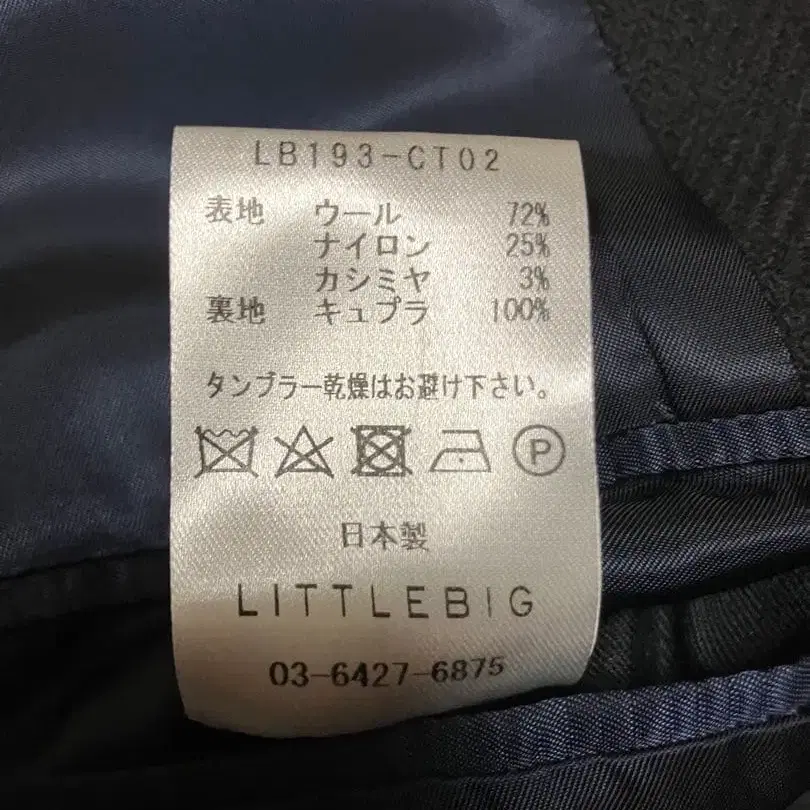 LB193-CT02
表地 ウール 72%
ナイロン 25%
カシミヤ 3%
裏地 キュプラ 100%
タンブラー乾燥はお避け下さい。
P
日本製
LITTLEBIG
03-6427-6875